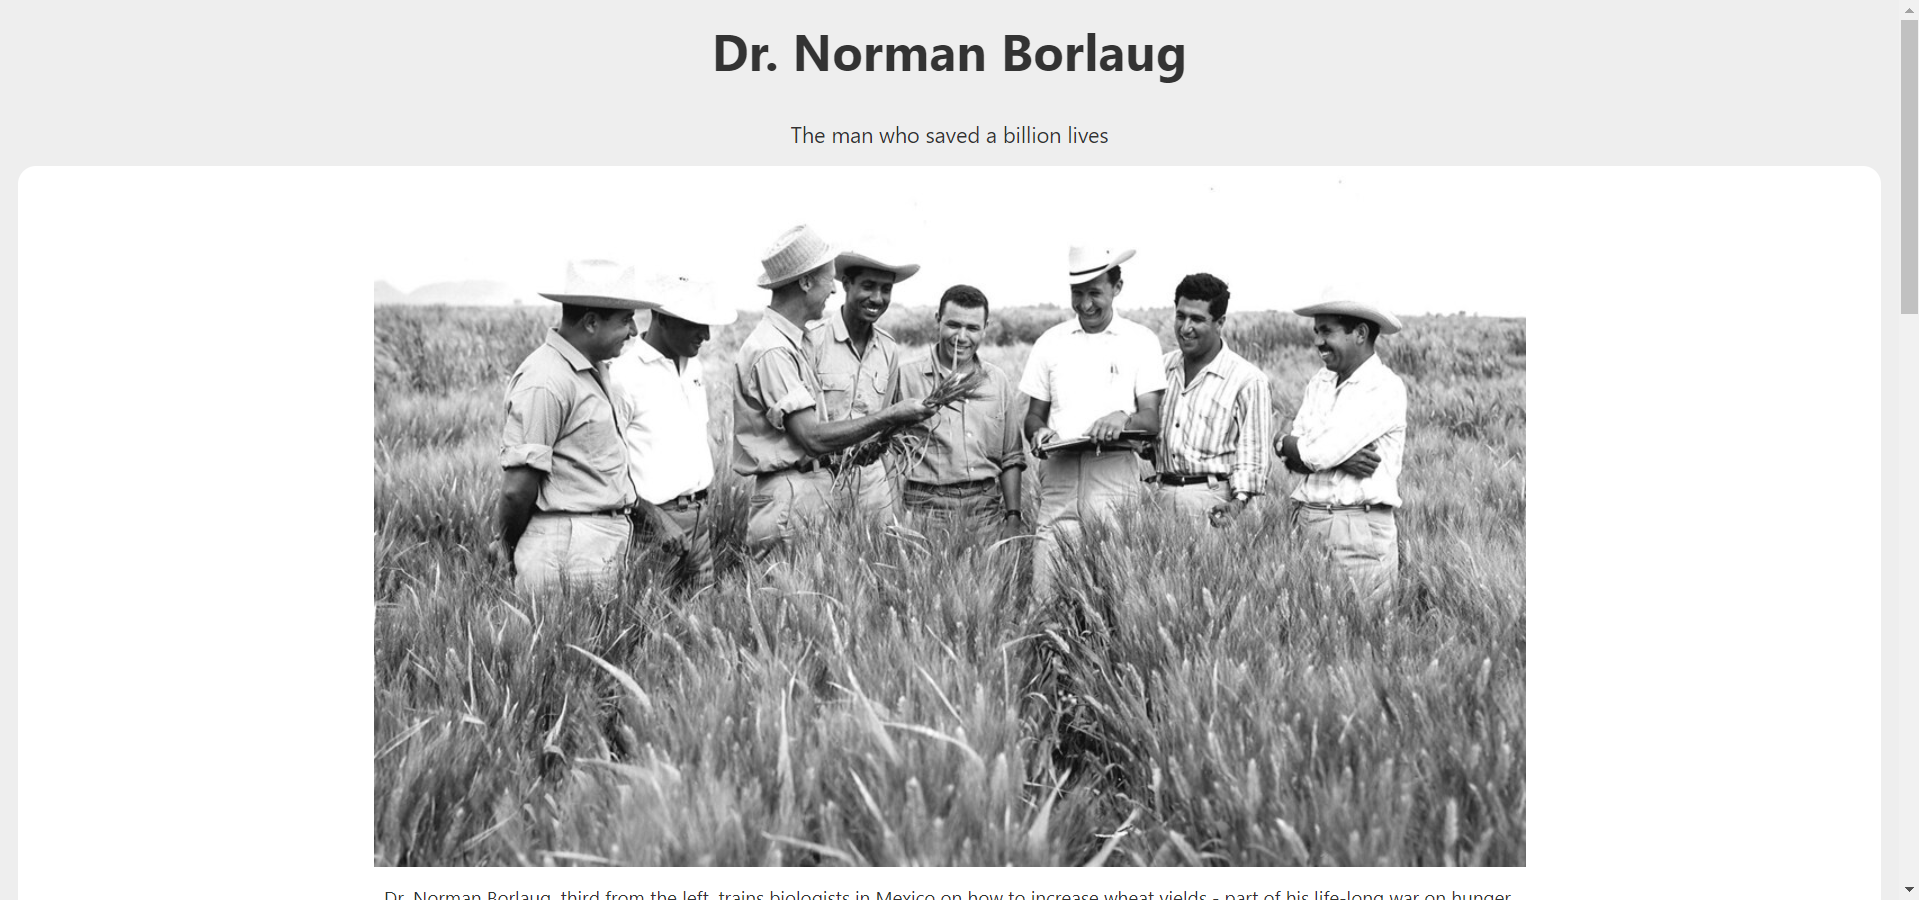 Dr. Norman Borlaug
The man who saved a billion lives
Dr. Norman Borlaug, third from the left, trains biologists in Mexico on how to increase wheat yields - part of his life-long war on hunger.